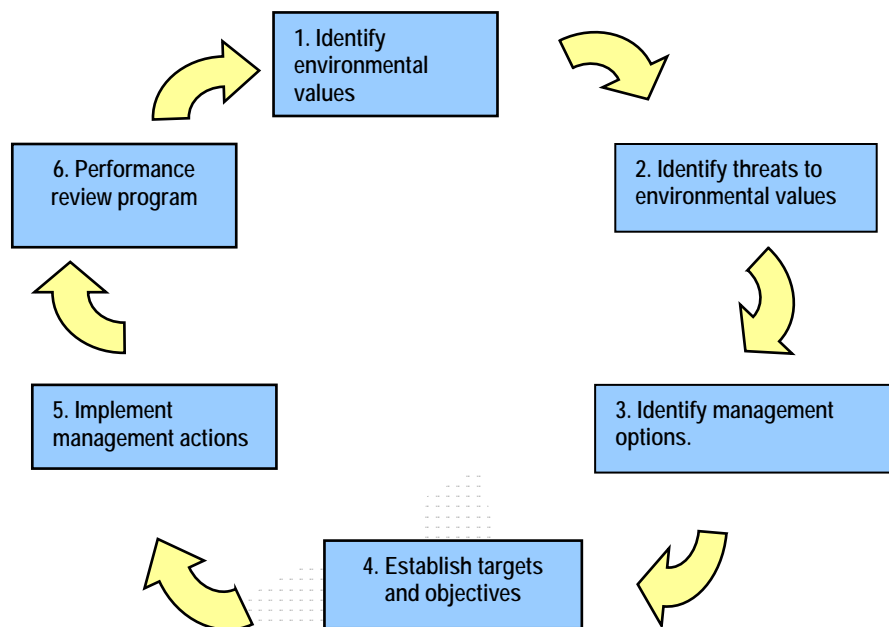 1. Identify
environmental
values
2. Identify threats to
environmental values
3. Identify management
options.
4. Establish targets
and objectives
5. Implement
management actions
6. Performance
review program